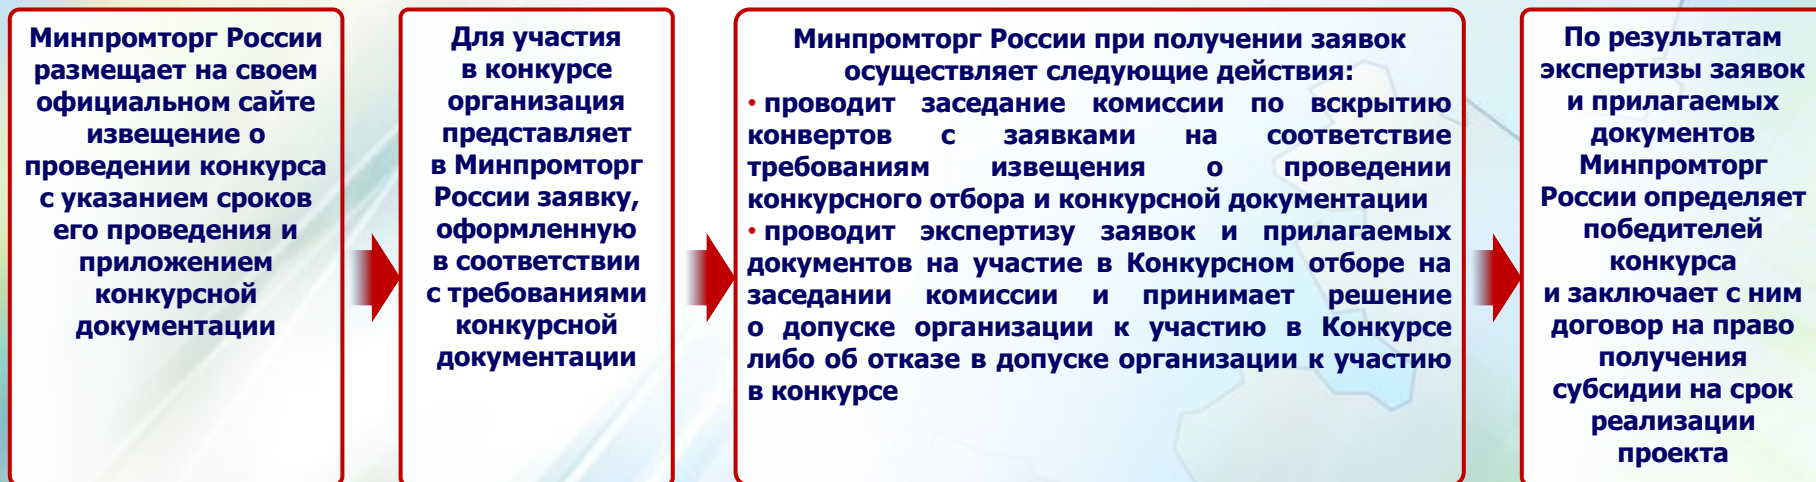 Минпромторг России
размещает на своем
официальном сайте
извещение о
проведении конкурса
с указанием сроков
его проведения и
приложением
конкурсной
документации
Для участия
в конкурсе
организация
представляет
в Минпромторг
России заявку,
оформленную
в соответствии
с требованиями
конкурсной
документации
Минпромторг России при получении заявок
осуществляет следующие действия:
• проводит заседание комиссии по вскрытию
конвертов с заявками на соответствие
требованиям извещения о проведении
конкурсного отбора и конкурсной документации
• проводит экспертизу заявок и прилагаемых
документов на участие в Конкурсном отборе на
заседании комиссии и принимает решение
о допуске организации к участию в Конкурсе
либо об отказе в допуске организации к участию
в конкурсе
По результатам
экспертизы заявок
и прилагаемых
документов
Минпромторг
России определяет
победителей
конкурса
и заключает с ним
договор на право
получения
субсидии на срок
реализации
проекта